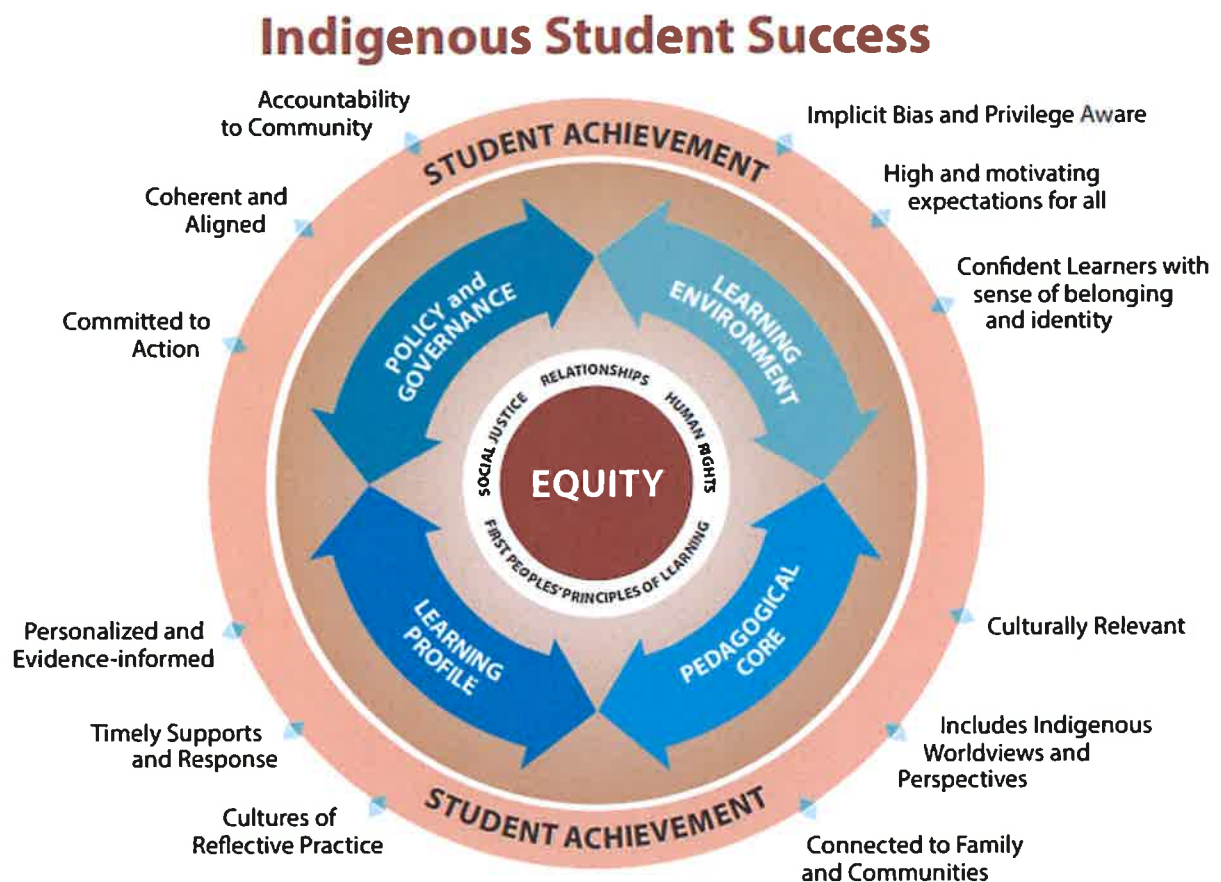 Indigenous Student Success
Accountability
to Community
Coherent and
Aligned
Committed to
Action
Implicit Bias and Privilege Aware
High and motivating
expectations for all
Confident Learners with
sense of belonging
and identity
STUDENT ACHIEVEMENT
POLICY and
GOVERNANCE
LEARNING
ENVIRONMENT
RELATIONSHIPS
SOCIAL JUSTICE
HUMAN RIGHTS
EQUITY
FIRST PEOPLES' PRINCIPLES OF LEARNING
LEARNING
PROFILE
PEDAGOGICAL
CORE
STUDENT ACHIEVEMENT
Personalized and
Evidence-informed
Timely Supports
and Response
Cultures of
Reflective Practice
Culturally Relevant
Includes Indigenous
Worldviews and
Perspectives
Connected to Family
and Communities